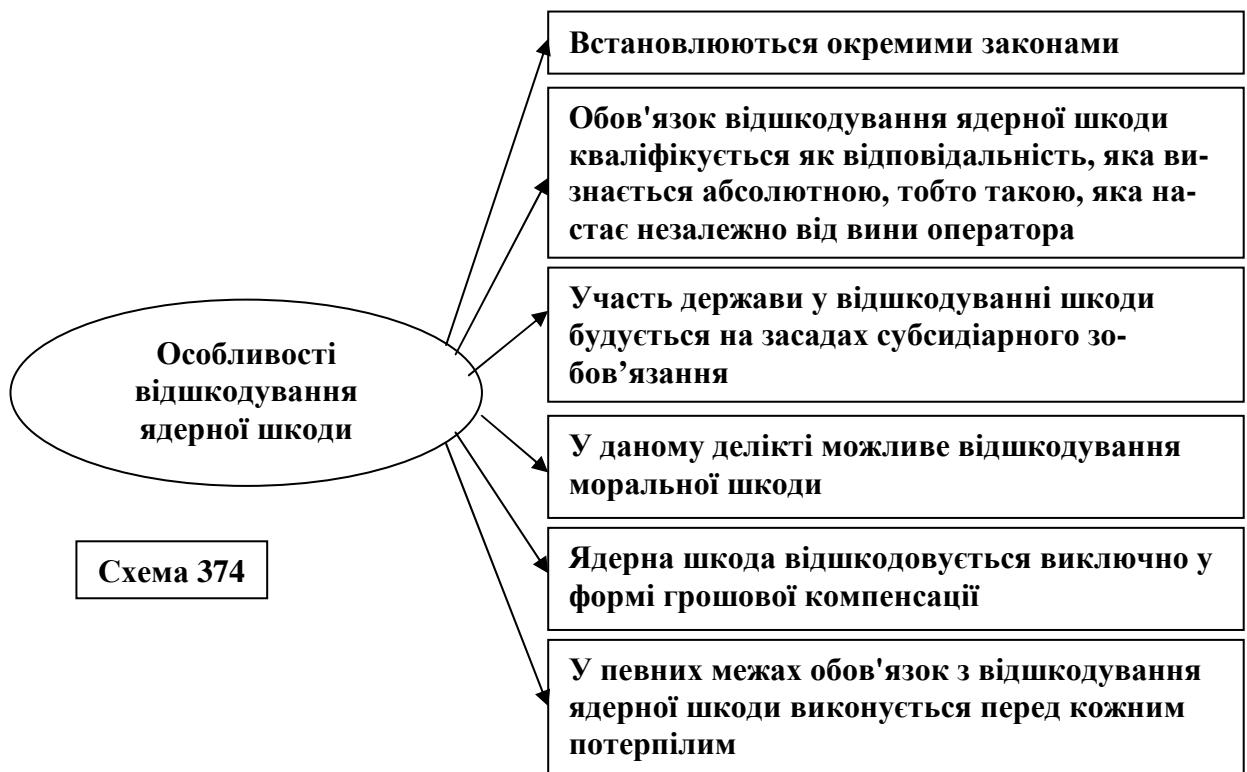 Встановлюються окремими законами
Обов'язок відшкодування ядерної шкоди
кваліфікується як відповідальність, яка ви-
знається абсолютною, тобто такою, яка на-
стає незалежно від вини оператора
Участь держави у відшкодуванні шкоди
будується на засадах субсидіарного зо-
бов’язання
Особливості
відшкодування
ядерної шкоди
У даному делікті можливе відшкодування
моральної шкоди
Ядерна шкода відшкодовується виключно у
формі грошової компенсації
Схема 374
У певних межах обов'язок з відшкодування
ядерної шкоди виконується перед кожним
потерпілим